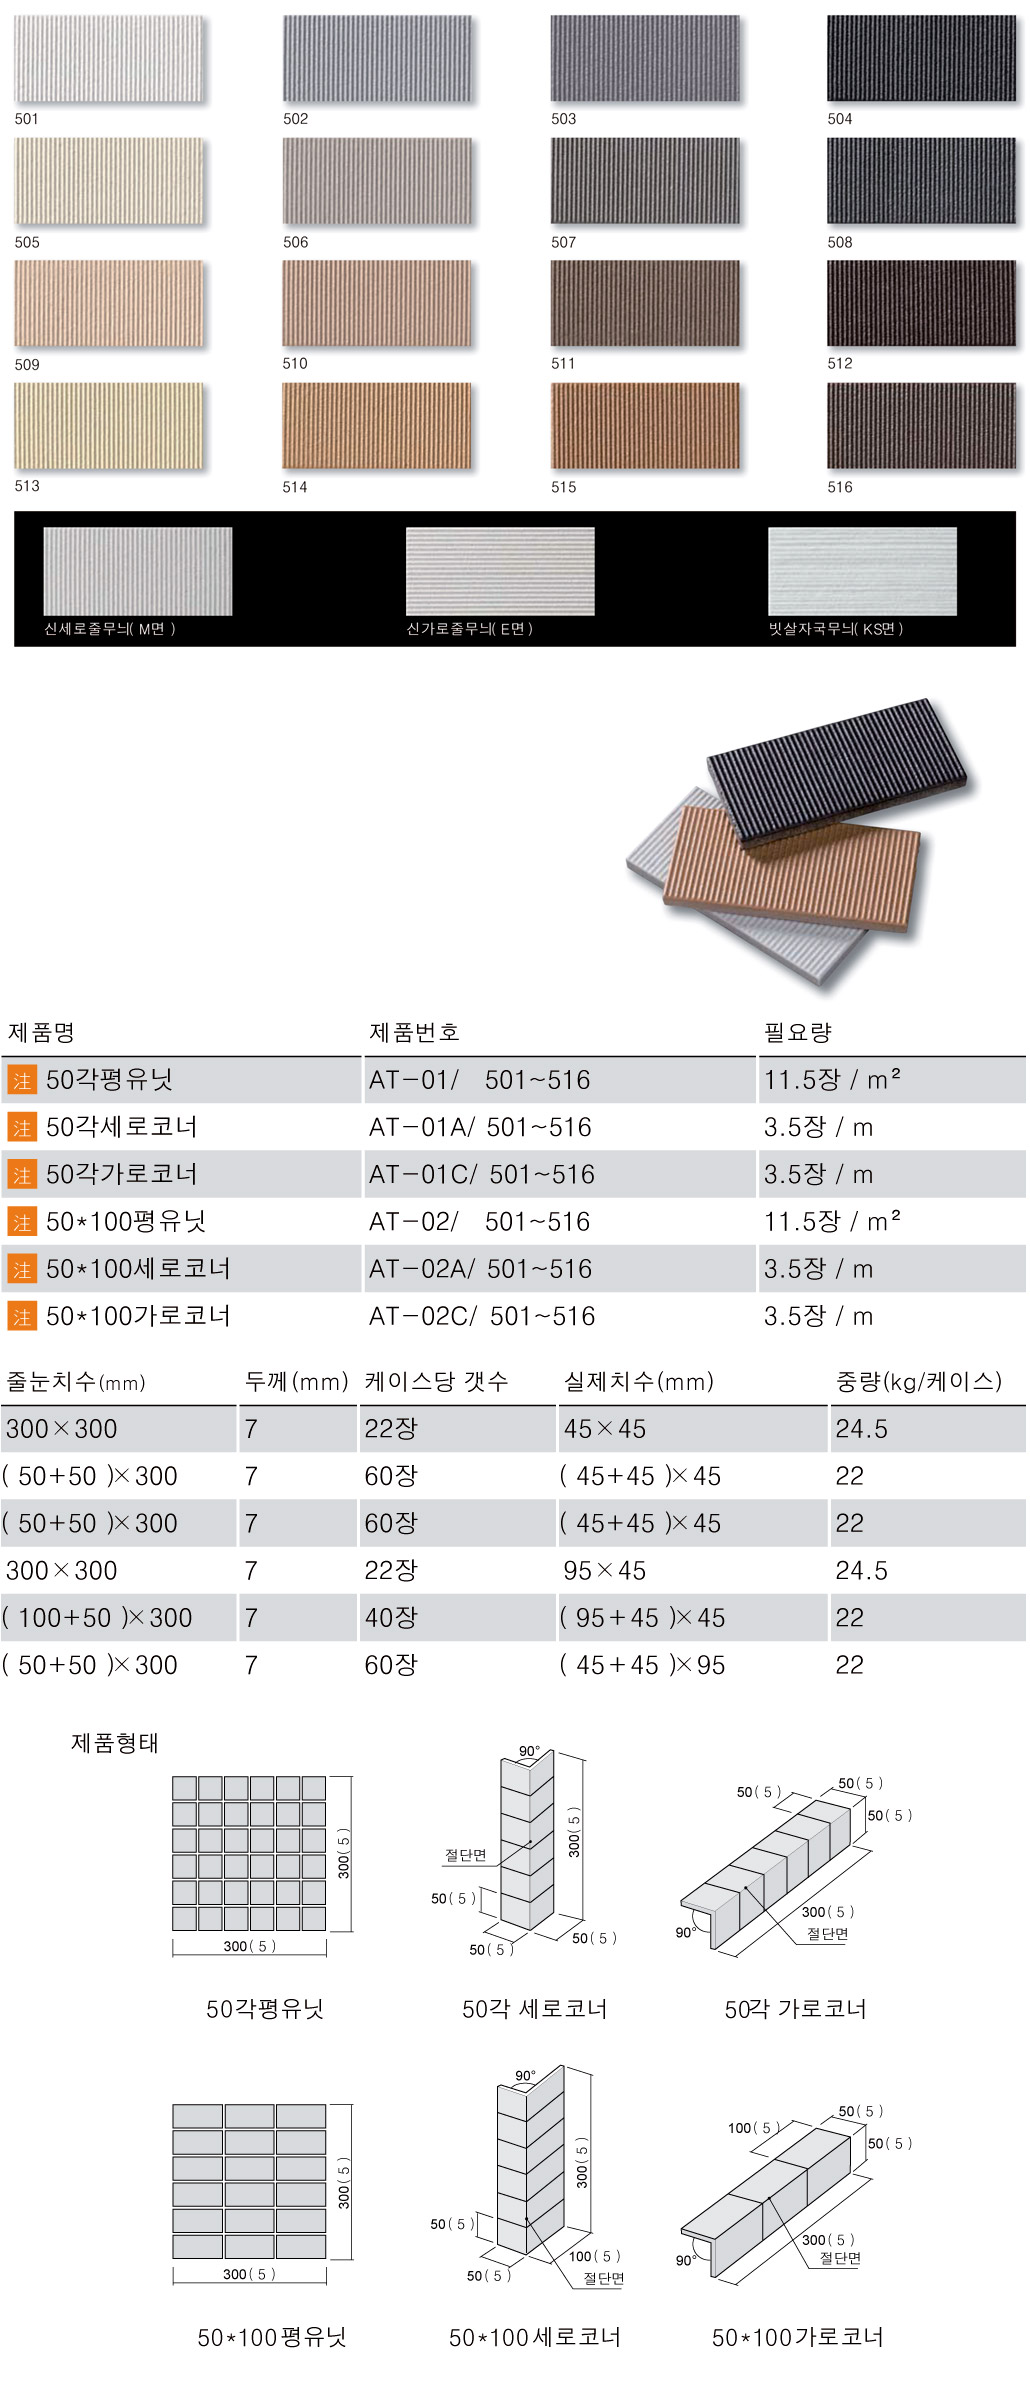 501 502 503 504
505 506 507 508
509 510 511 512
513 514 515 516
신세로줄무늬( M면 ) 신가로줄무늬( E면 ) 빗살자국무늬( KS면 )
제품명 제품번호 필요량
注 50각평유닛 AT-01/ 501~516 11.5장 / m²
注 50각세로코너 AT-01A/ 501~516 3.5장 / m
注 50각가로코너 AT-01C/ 501~516 3.5장 / m
注 50*100평유닛 AT-02/ 501~516 11.5장 / m²
注 50*100세로코너 AT-02A/ 501~516 3.5장 / m
注 50*100가로코너 AT-02C/ 501~516 3.5장 / m
줄눈치수(mm) 두께(mm) 케이스당 갯수 실제치수(mm) 중량(kg/케이스)
300×300 7 22장 45×45 24.5
( 50+50 )×300 7 60장 ( 45+45 )×45 22
( 50+50 )×300 7 60장 ( 45+45 )×45 22
300×300 7 22장 95×45 24.5
( 100+50 )×300 7 40장 ( 95+45 )×45 22
( 50+50 )×300 7 60장 ( 45+45 )×95 22
제품형태
300( 5 )
300( 5 )
90°
300( 5 )
절단면
50( 5 )
50( 5 )
50( 5 )
50( 5 )
50( 5 )
50( 5 )
300( 5 )
90°
절단면
50각평유닛 50각 세로코너 50각 가로코너
300( 5 )
300( 5 )
90°
300( 5 )
50( 5 )
100( 5 )
50( 5 )
절단면
50( 5 )
100( 5 )
50( 5 )
300( 5 )
90°
절단면
50*100평유닛 50*100세로코너 50*100가로코너